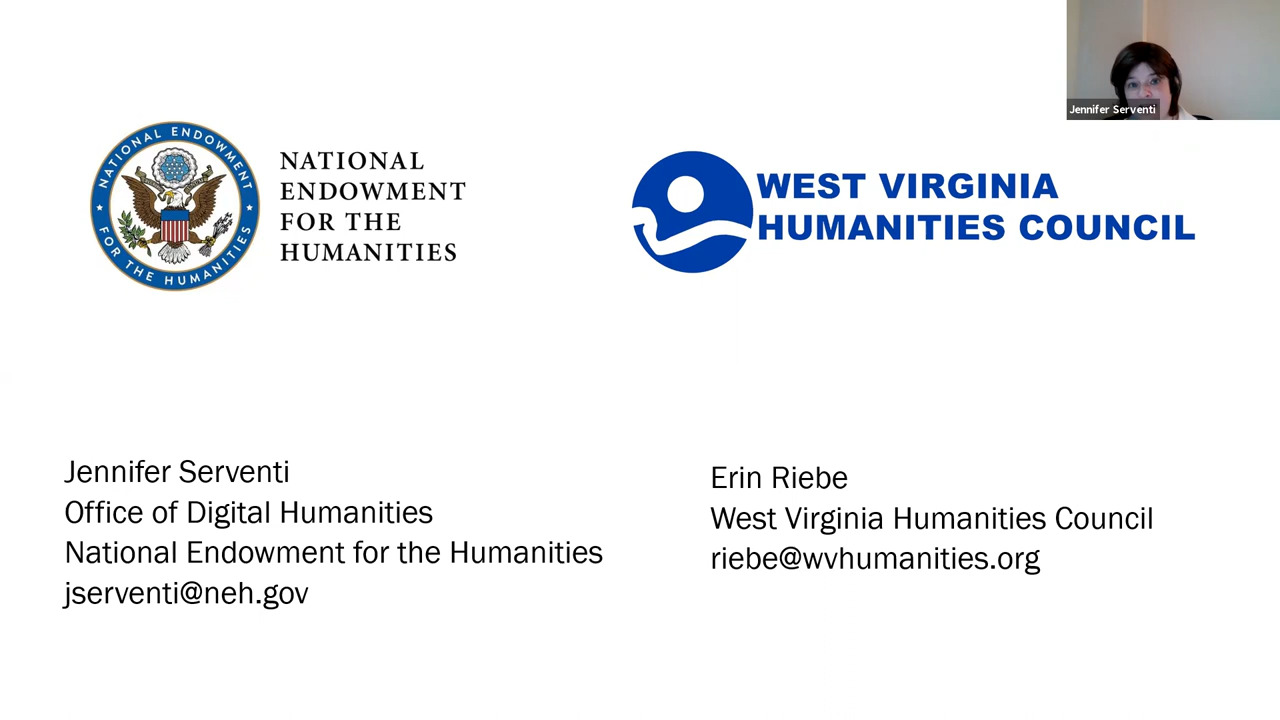 Jennifer Serventi
NATIONAL ENDOWMENT
FOR THE HUMANITIES
NATIONAL
ENDOWMENT
FOR THE
HUMANITIES
WEST VIRGINIA
HUMANITIES COUNCIL
Jennifer Serventi
Office of Digital Humanities
National Endowment for the Humanities
jserventi@neh.gov
Erin Riebe
West Virginia Humanities Council
riebe@wvhumanities.org